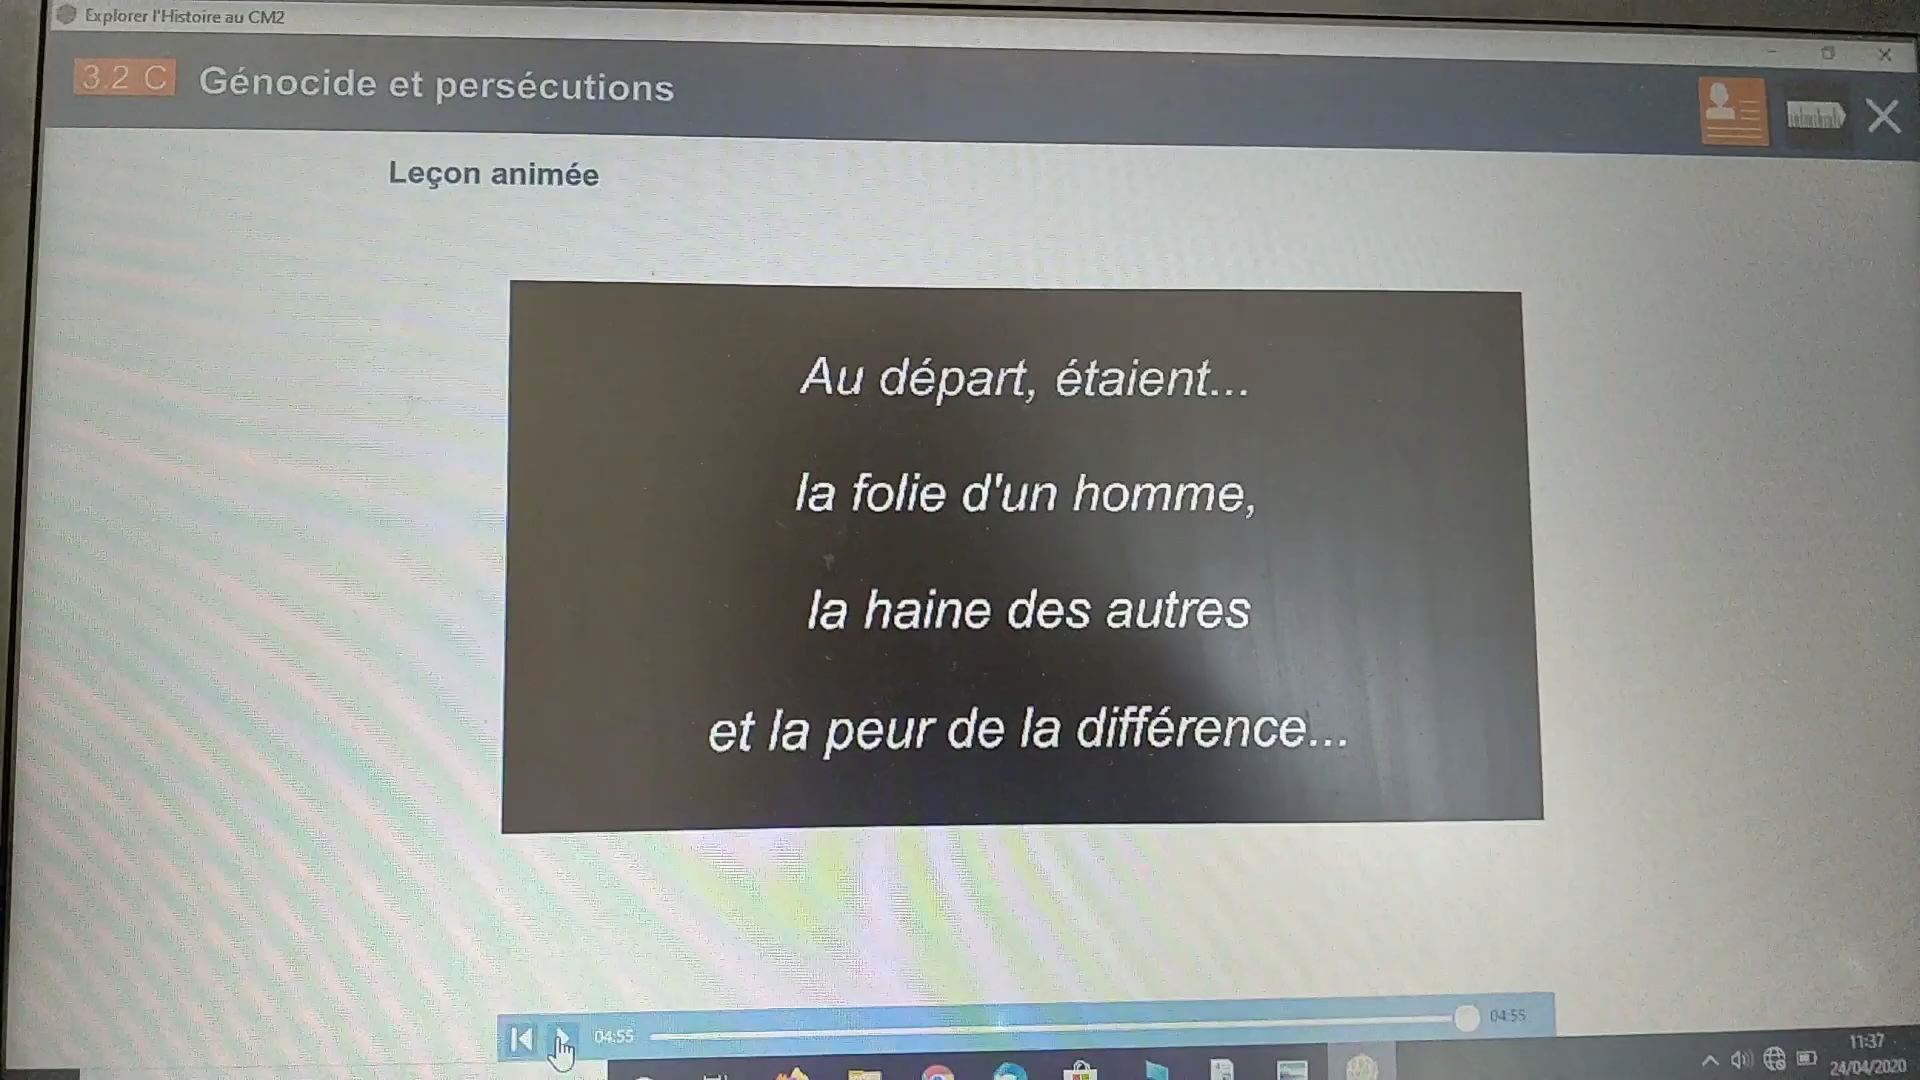 Explorer l'Histoire au CM2
3.2 C Génocide et persécutions
Leçon animée
Au départ, étaient...
la folie d'un homme,
la haine des autres
et la peur de la différence...
04:55
04:55
11:37
24/04/2020